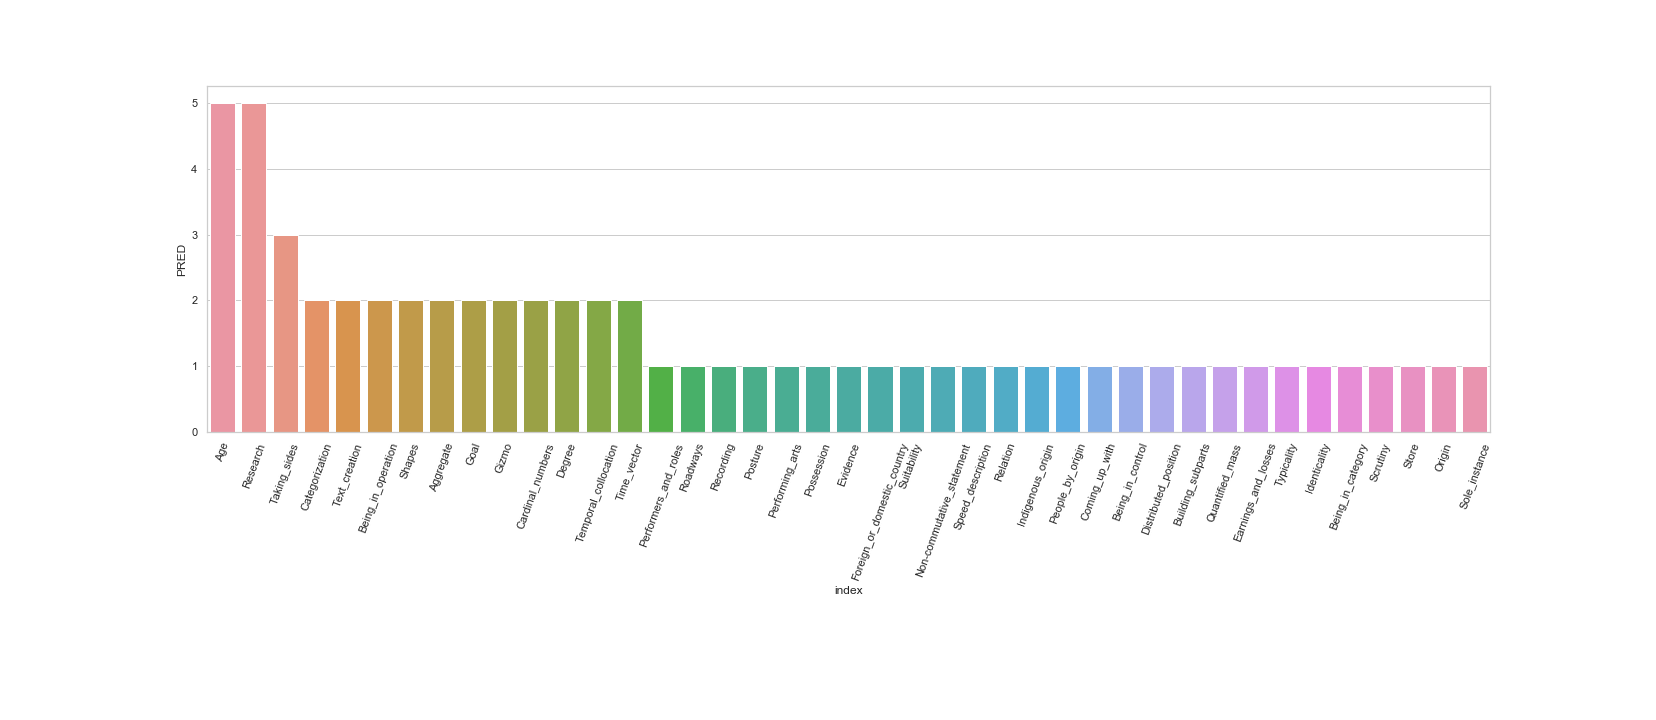 5
4
3
2
1
0
PRED
Age
Research
Taking_sides
Categorization
Text_creation
Being_in_operation
Shapes
Aggregate
Goal
Gizmo
Cardinal_numbers
Degree
Temporal_collocation
Time_vector
Performers_and_roles
Roadways
Recording
Posture
Performing_arts
Possession
Evidence
Foreign_or_domestic_country
Suitability
Non-commutative_statement
Speed_description
Relation
Indigenous_origin
People_by_origin
Coming_up_with
Being_in_control
Distributed_position
Building_subparts
Quantified_mass
Earnings_and_losses
Typicality
Identicality
Being_in_category
Scrutiny
Store
Origin
Sole_instance
index